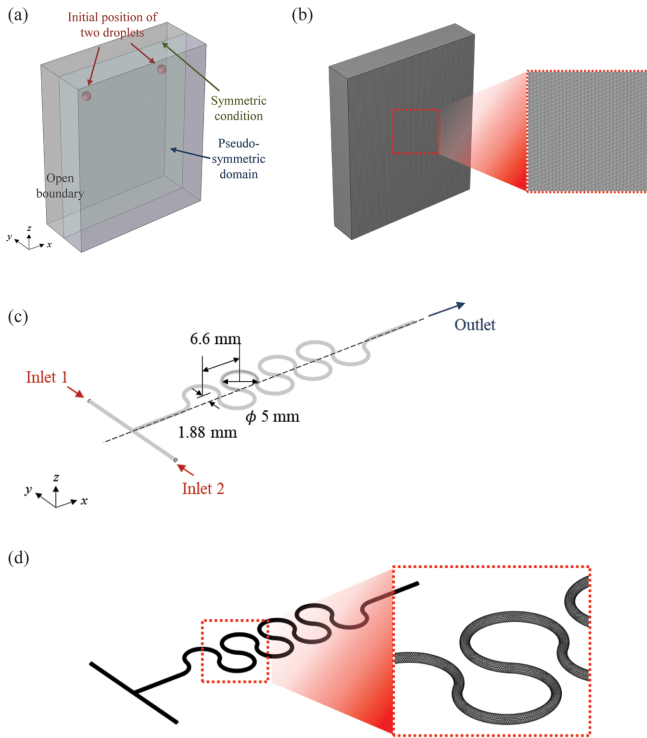 (a)
Initial position of
two droplets
Symmetric
condition
Pseudo-
symmetric
domain
Open
boundary
y z x
(b)
(c)
6.6 mm
Outlet
Inlet 1
ϕ 5 mm
1.88 mm
Inlet 2
y z x
(d)